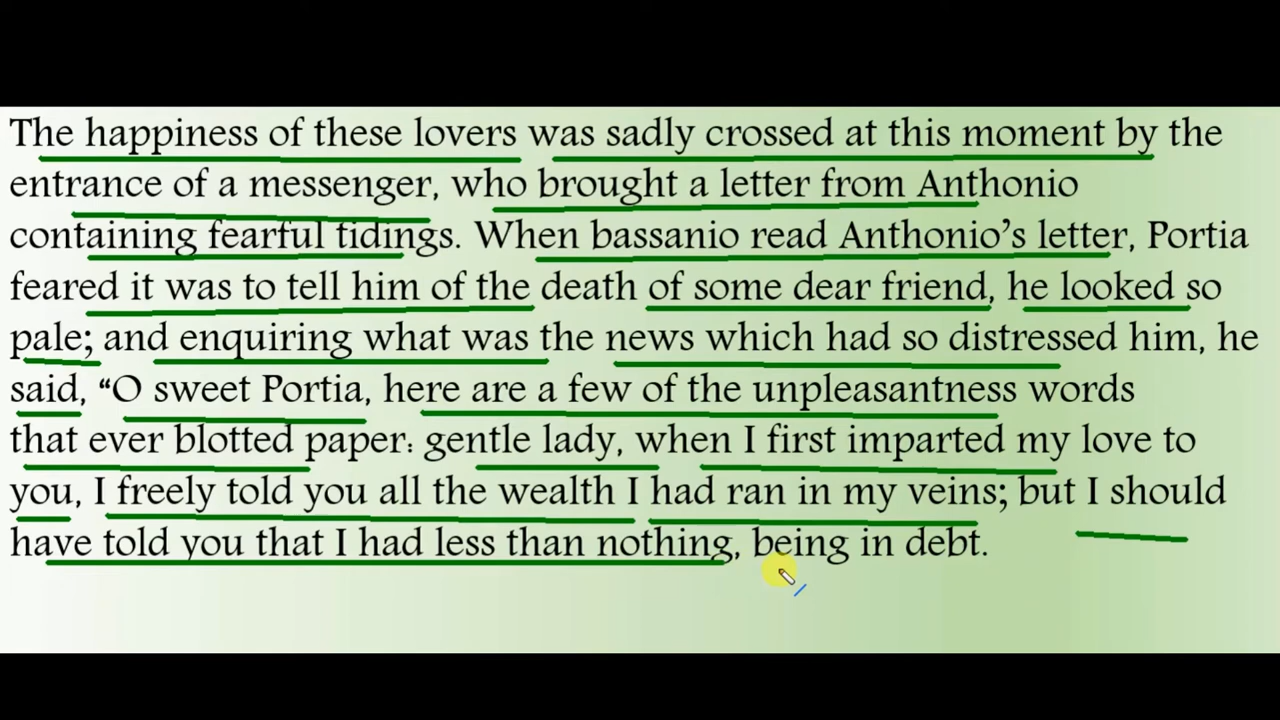 The happiness of these lovers was sadly crossed at this moment by the
entrance of a messenger, who brought a letter from Anthonio
containing fearful tidings. When bassanio read Anthonio’s letter, Portia
feared it was to tell him of the death of some dear friend, he looked so
pale; and enquiring what was the news which had so distressed him, he
said, “O sweet Portia, here are a few of the unpleasantness words
that ever blotted paper: gentle lady, when I first imparted my love to
you, I freely told you all the wealth I had ran in my veins; but I should
have told you that I had less than nothing, being in debt.